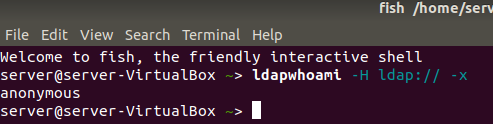 fish /home/serv
File Edit View Search Terminal Help
Welcome to fish, the friendly interactive shell
server@server-VirtualBox ~> ldapwhoami -H ldap:// -x
anonymous
server@server-VirtualBox ~>